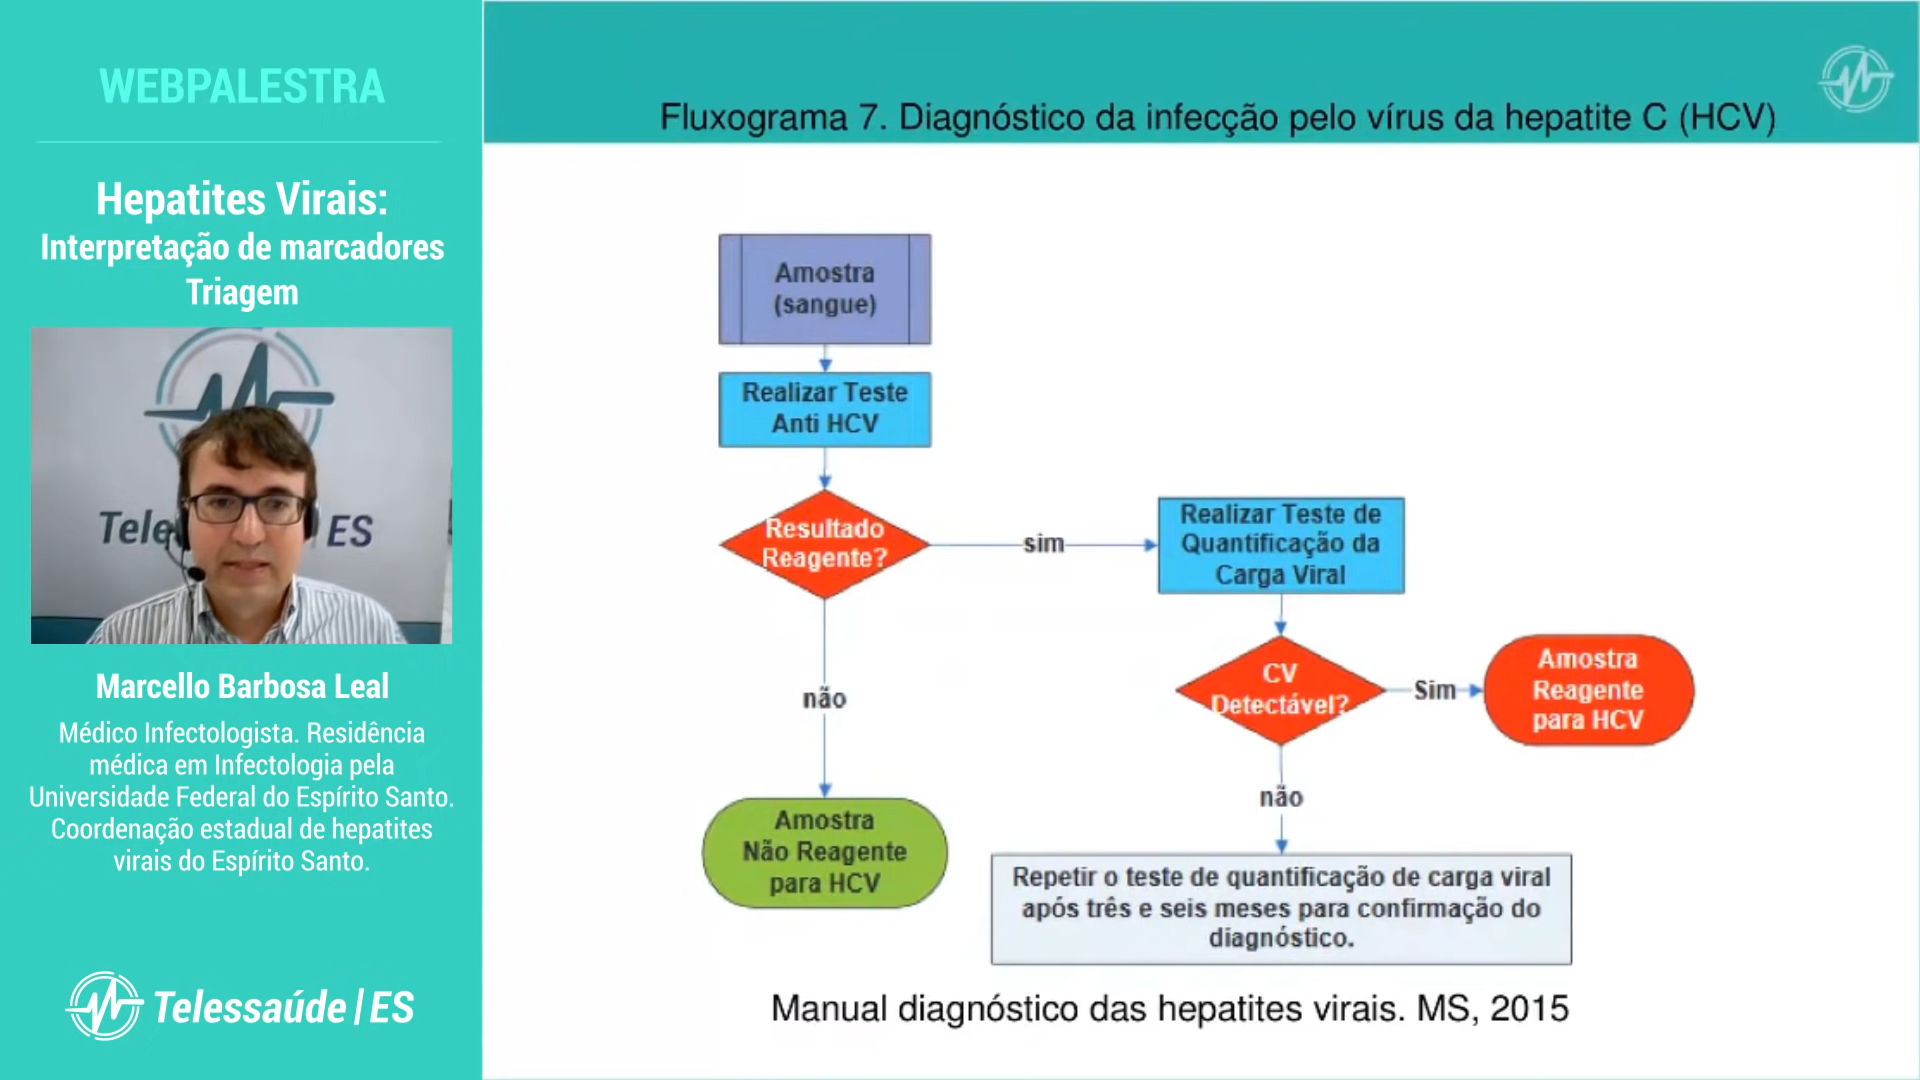 WEBPALESTRA
Hepatites Virais:
Interpretação de marcadores
Triagem
Tele
ES
Marcello Barbosa Leal
Médico Infectologista. Residência
médica em Infectologia pela
Universidade Federal do Espírito Santo.
Coordenação estadual de hepatites
virais do Espírito Santo.
Telessaúde|ES
Fluxograma 7. Diagnóstico da infecção pelo vírus da hepatite C (HCV)
Amostra
(sangue)
Realizar Teste
Anti HCV
Resultado
Reagente?
sim
Realizar Teste de
Quantificação da
Carga Viral
CV
Detectável?
Sim
Amostra
Reagente
para HCV
não
não
Amostra
Não Reagente
para HCV
Repetir o teste de quantificação de carga viral
após três e seis meses para confirmação do
diagnóstico.
Manual diagnóstico das hepatites virais. MS, 2015